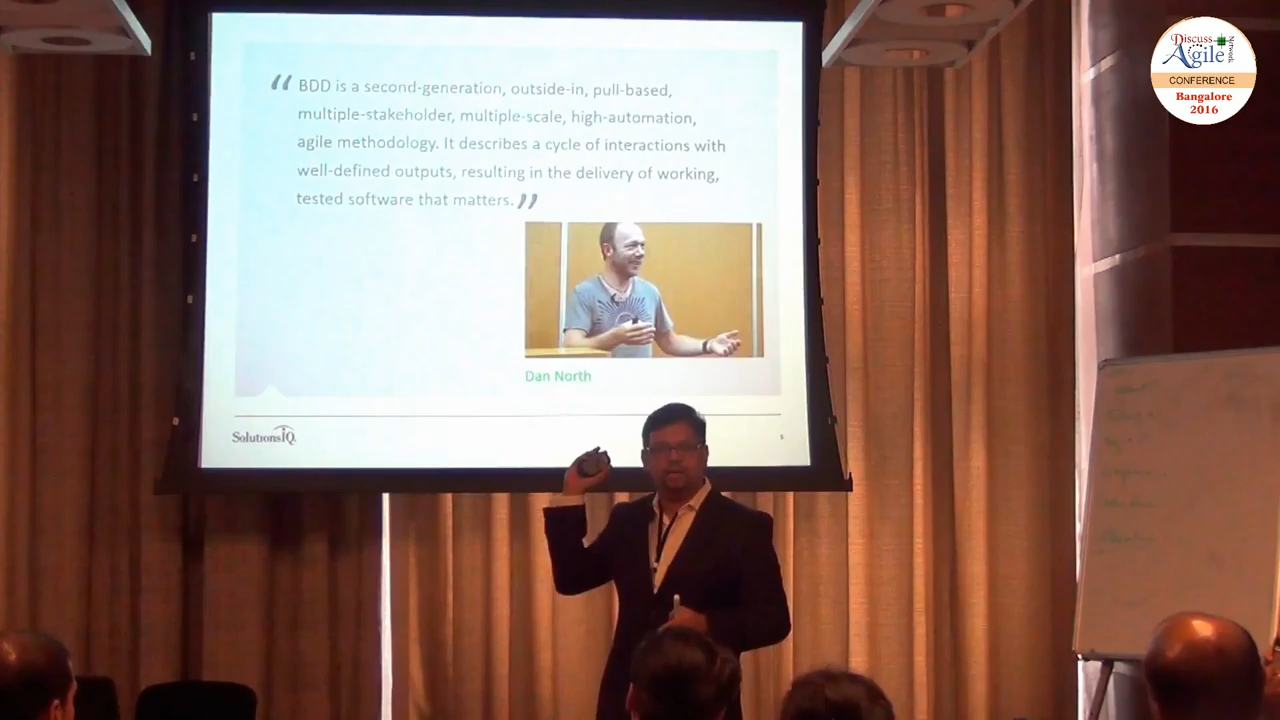 “ BDD is a second-generation, outside-in, pull-based,
multiple-stakeholder, multiple-scale, high-automation,
agile methodology. It describes a cycle of interactions with
well-defined outputs, resulting in the delivery of working,
tested software that matters. ”
Dan North
SolutionsIQ
5
Discuss
Agile
Network
CONFERENCE
Bangalore
2016